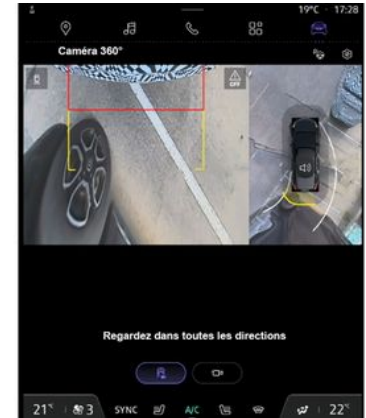 19°C · 17:28
Caméra 360°
OFF
Regardez dans toutes les directions
21°C 3 SYNC A/C 22°C